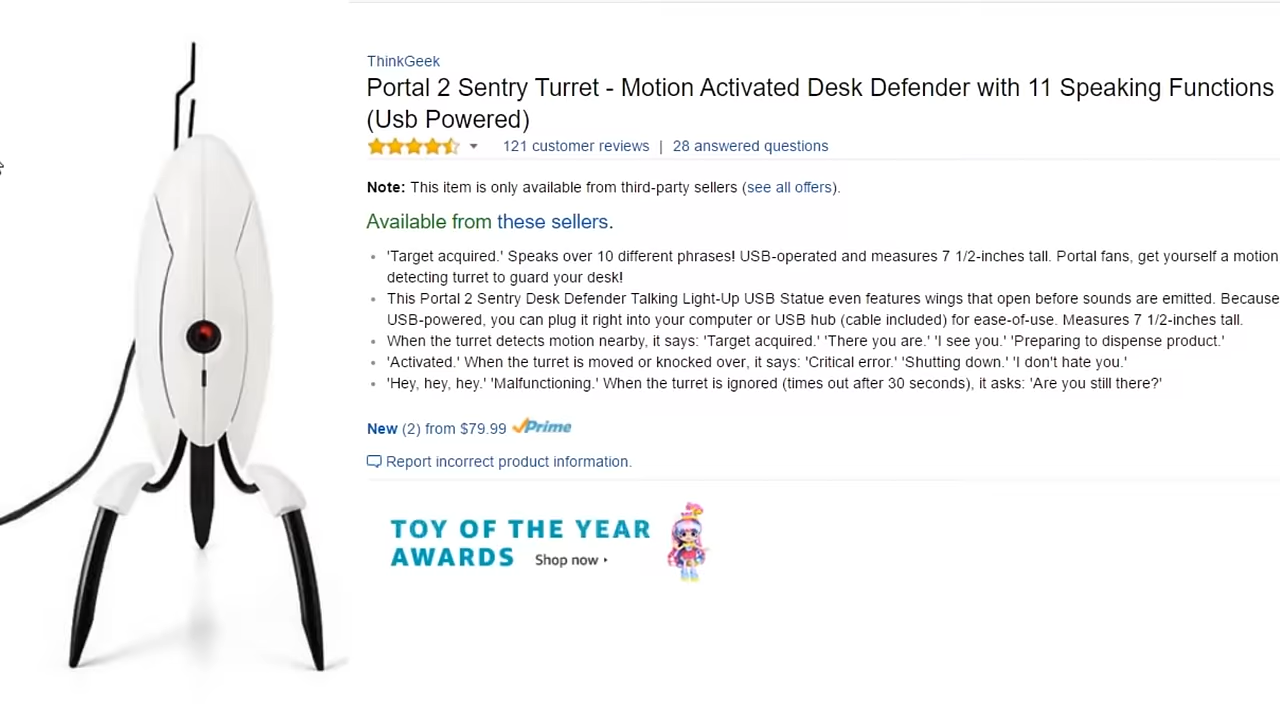 ThinkGeek
Portal 2 Sentry Turret - Motion Activated Desk Defender with 11 Speaking Functions
(Usb Powered)
121 customer reviews | 28 answered questions
Note: This item is only available from third-party sellers (see all offers).
Available from these sellers.
'Target acquired.' Speaks over 10 different phrases! USB-operated and measures 7 1/2-inches tall. Portal fans, get yourself a motion
detecting turret to guard your desk!
This Portal 2 Sentry Desk Defender Talking Light-Up USB Statue even features wings that open before sounds are emitted. Because
USB-powered, you can plug it right into your computer or USB hub (cable included) for ease-of-use. Measures 7 1/2-inches tall.
When the turret detects motion nearby, it says: 'Target acquired.' 'There you are.' 'I see you.' 'Preparing to dispense product.'
'Activated.' When the turret is moved or knocked over, it says: 'Critical error.' 'Shutting down.' 'I don't hate you.'
'Hey, hey, hey.' 'Malfunctioning.' When the turret is ignored (times out after 30 seconds), it asks: 'Are you still there?'
New (2) from $79.99 Prime
Report incorrect product information.
TOY OF THE YEAR
AWARDS Shop now